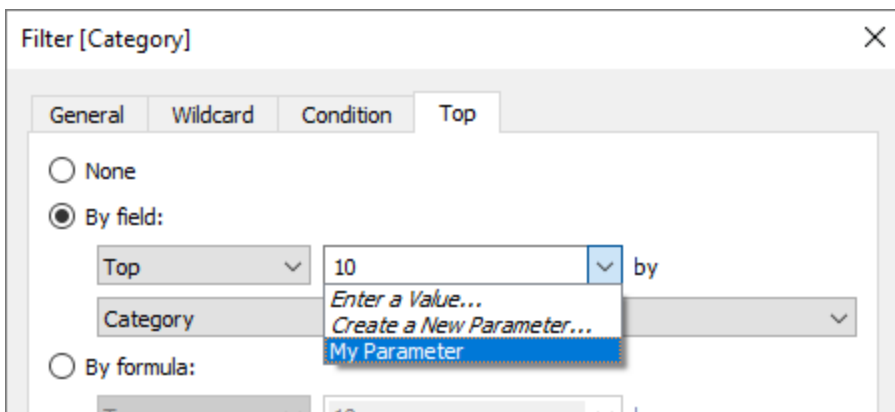 Filter [Category]
General Wildcard Condition Top
None
By field:
Top 10 by
Enter a Value...
Category Create a New Parameter...
My Parameter
By formula: